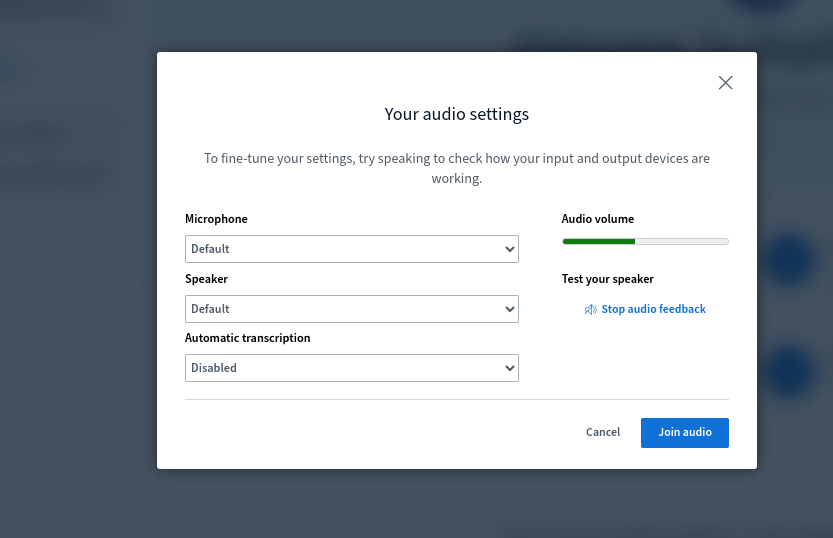 Your audio settings
To fine-tune your settings, try speaking to check how your input and output devices are
working.
Microphone
Default
Audio volume
Speaker
Default
Test your speaker
Stop audio feedback
Automatic transcription
Disabled
Cancel
Join audio